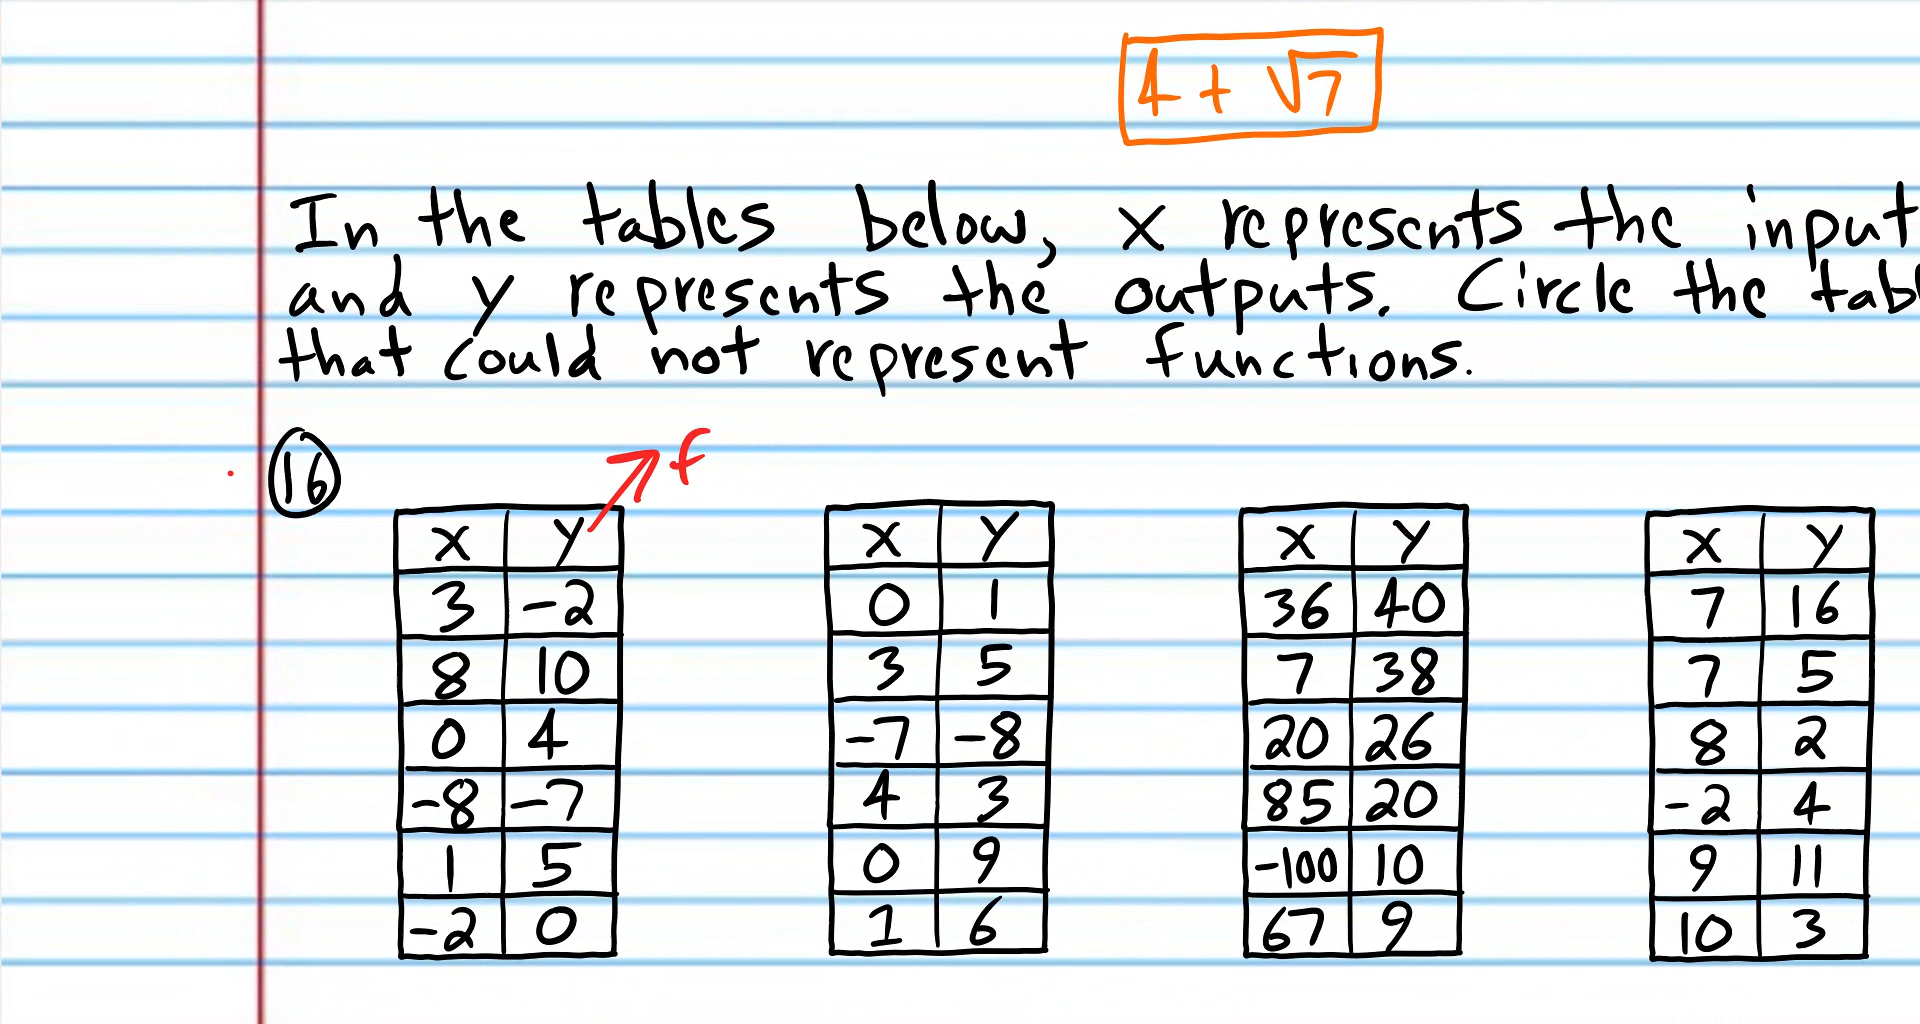 4 + √7
In the tables below, x represents the input
and y represents the outputs. Circle the tabl
that could not represent functions.
16
f
x y x y x y x y
3 -2 0 1 36 40 7 16
8 10 3 5 7 38 7 5
0 4 -7 -8 20 26 8 2
-8 -7 4 3 85 20 -2 4
1 5 0 9 -100 10 9 11
-2 0 1 6 67 9 10 3